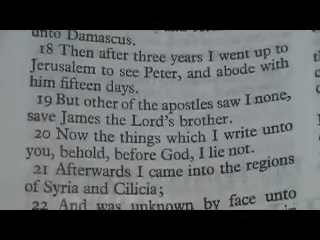 unto Damascus.
18 Then after three years I went up to
Jerusalem to see Peter, and abode with
him fifteen days.
19 But other of the apostles saw I none,
save James the Lord's brother.
20 Now the things which I write unto
you, behold, before God, I lie not.
21 Afterwards I came into the regions
of Syria and Cilicia;
22 And was unknown by face unto